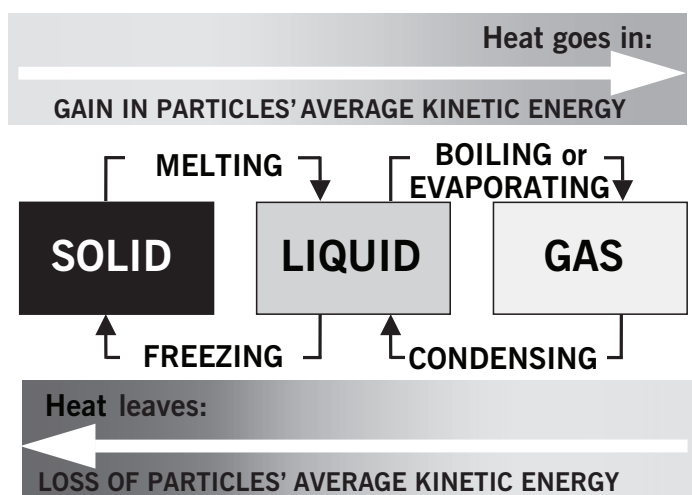 Heat goes in:
GAIN IN PARTICLES' AVERAGE KINETIC ENERGY
MELTING
BOILING or
EVAPORATING
SOLID
LIQUID
GAS
FREEZING
CONDENSING
Heat leaves:
LOSS OF PARTICLES' AVERAGE KINETIC ENERGY